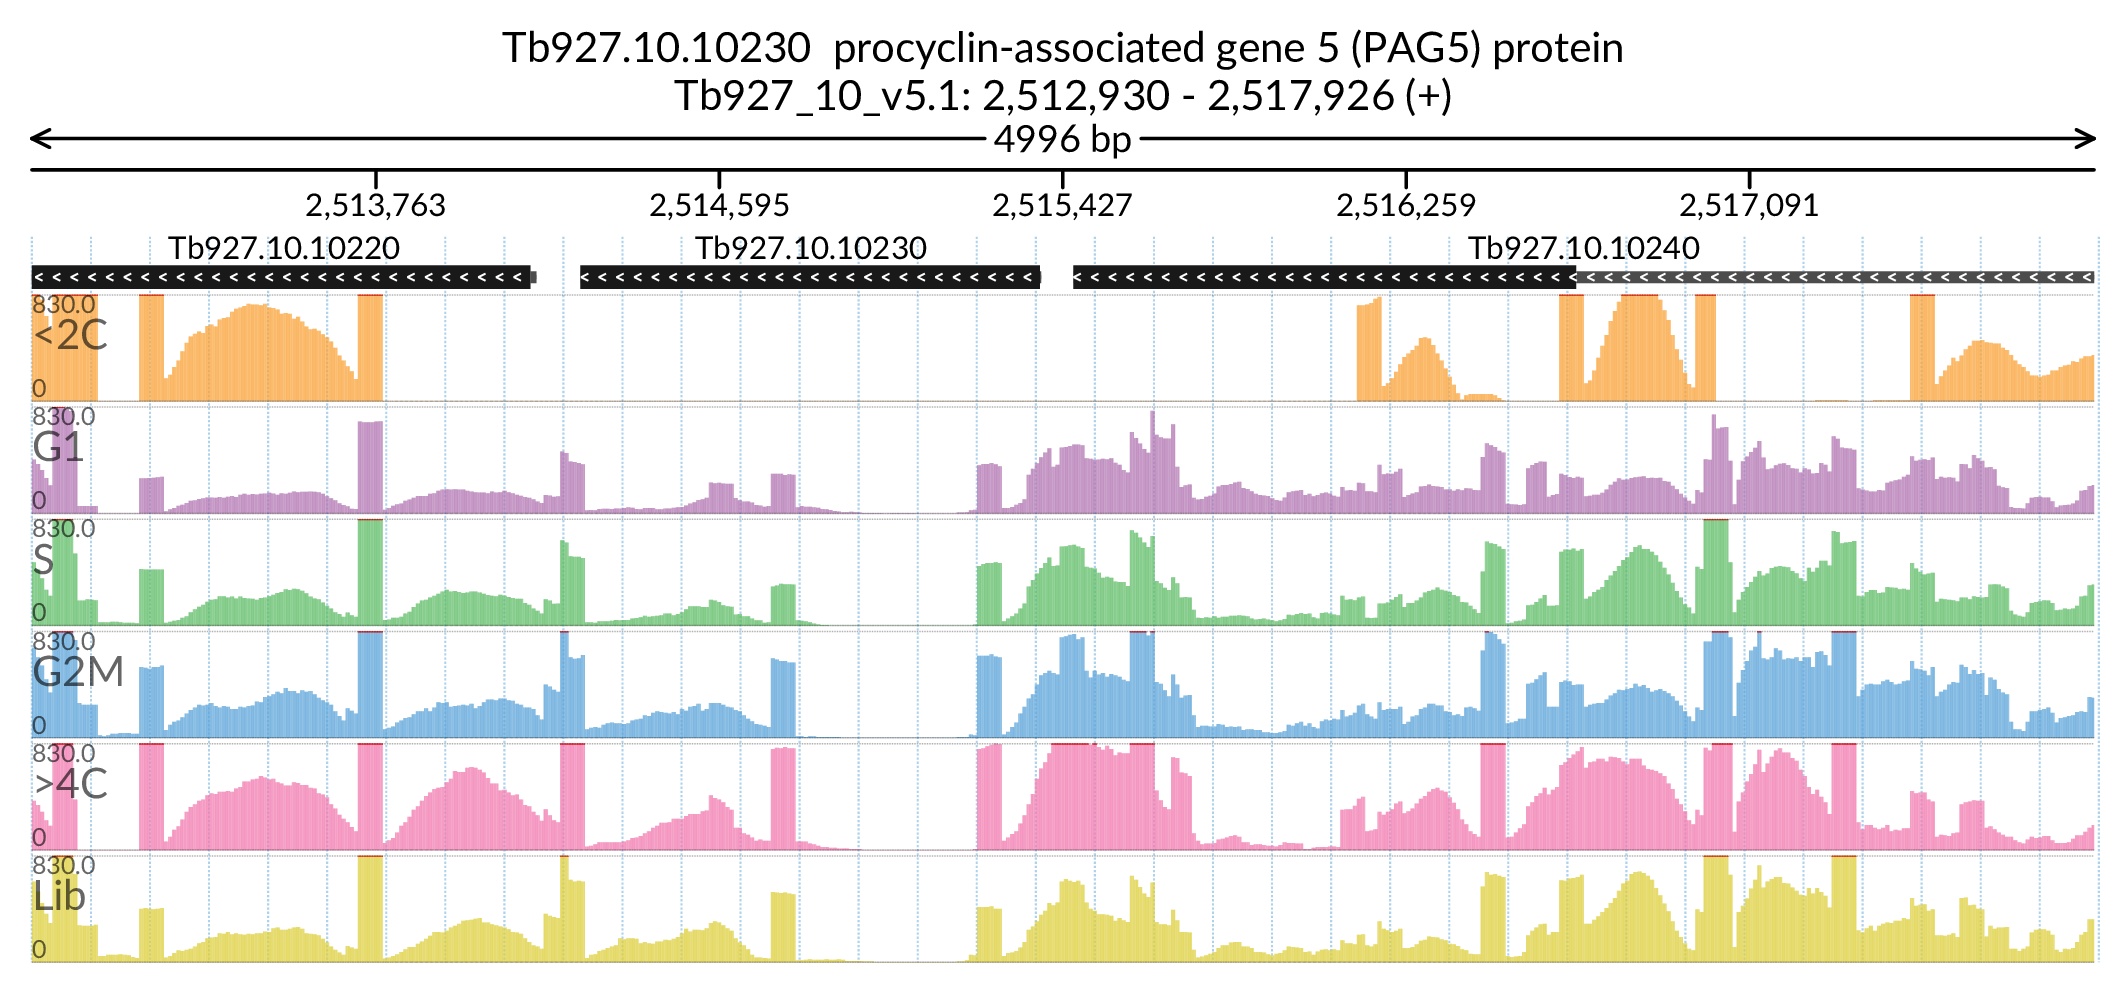 Tb927.10.10230  procyclin-associated gene 5 (PAG5) protein
Tb927_10_v5.1: 2,512,930 - 2,517,926 (+)
4996 bp
2,513,763 2,514,595 2,515,427 2,516,259 2,517,091
Tb927.10.10220 Tb927.10.10230 Tb927.10.10240
830.0
<2C
0
830.0
G1
0
830.0
S
0
830.0
G2M
0
830.0
>4C
0
830.0
Lib
0